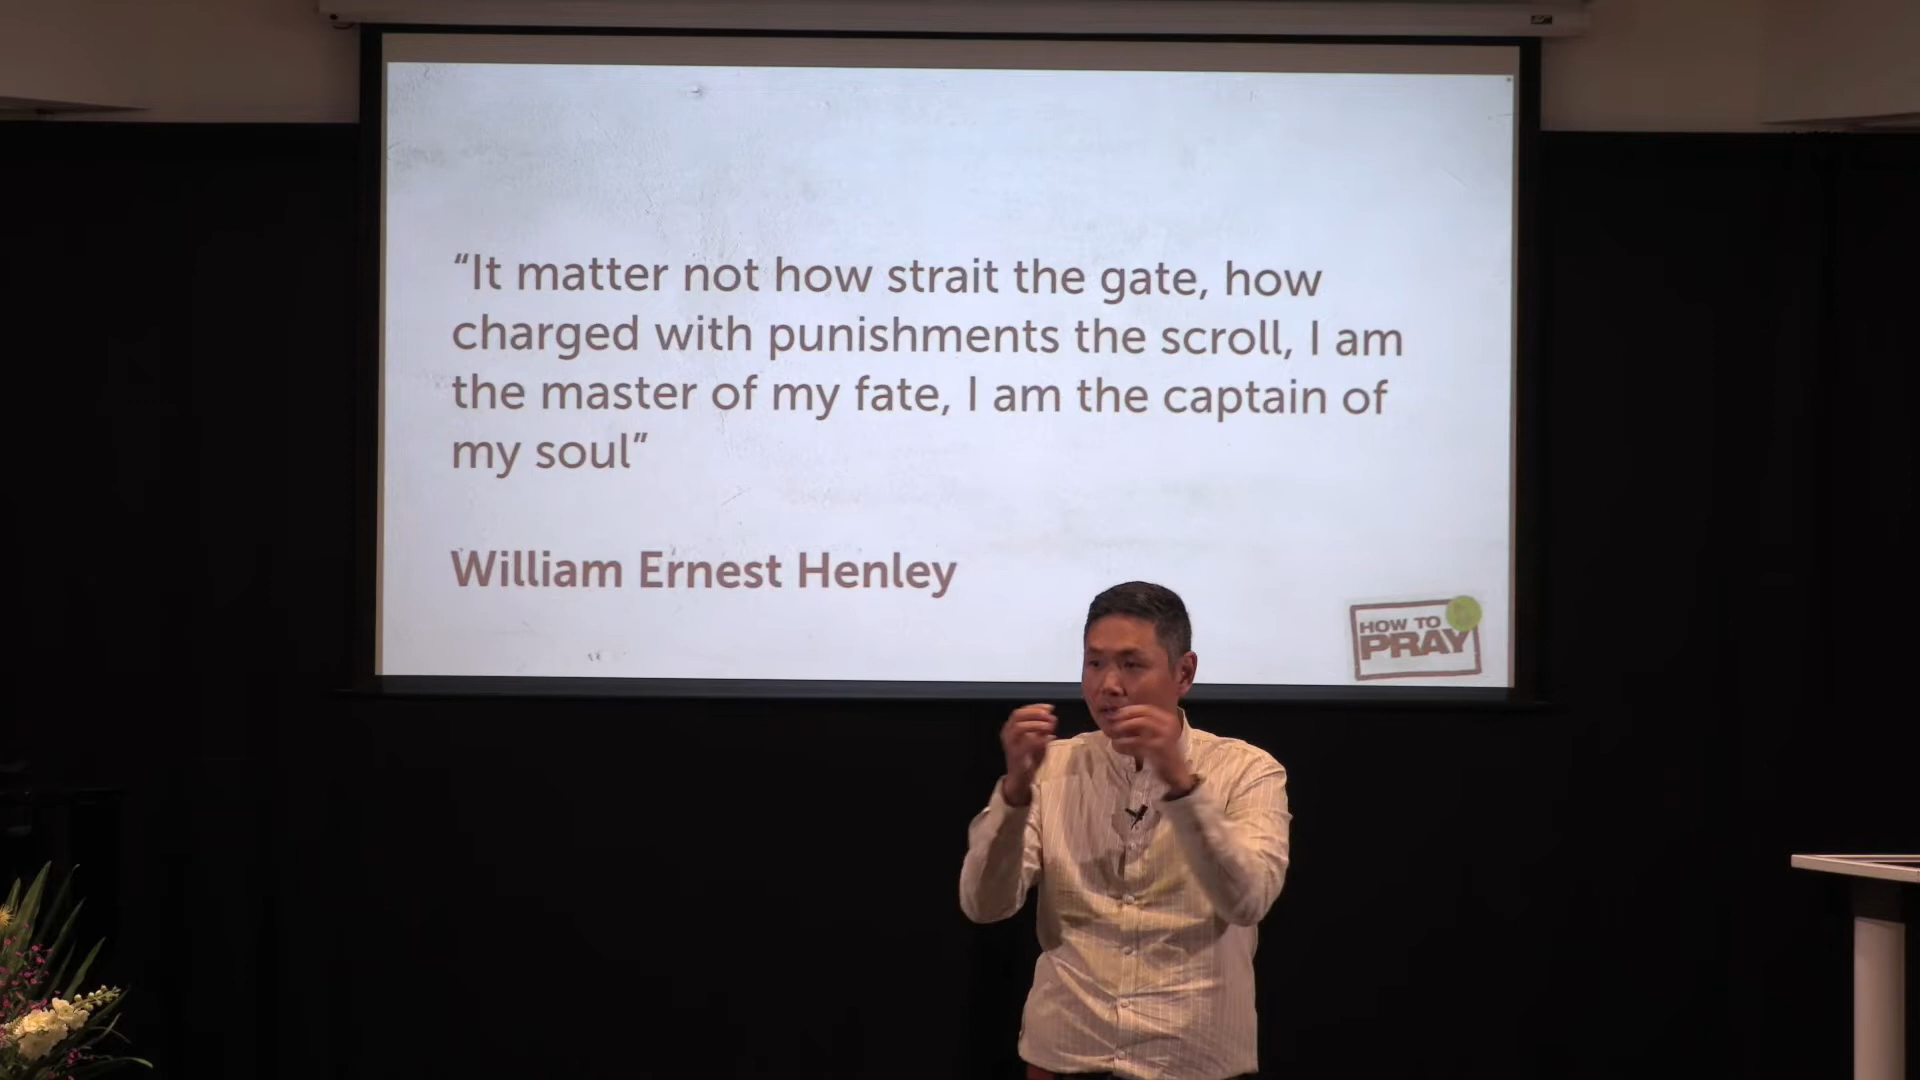 “It matter not how strait the gate, how
charged with punishments the scroll, I am
the master of my fate, I am the captain of
my soul”
William Ernest Henley
HOW TO
PRAY